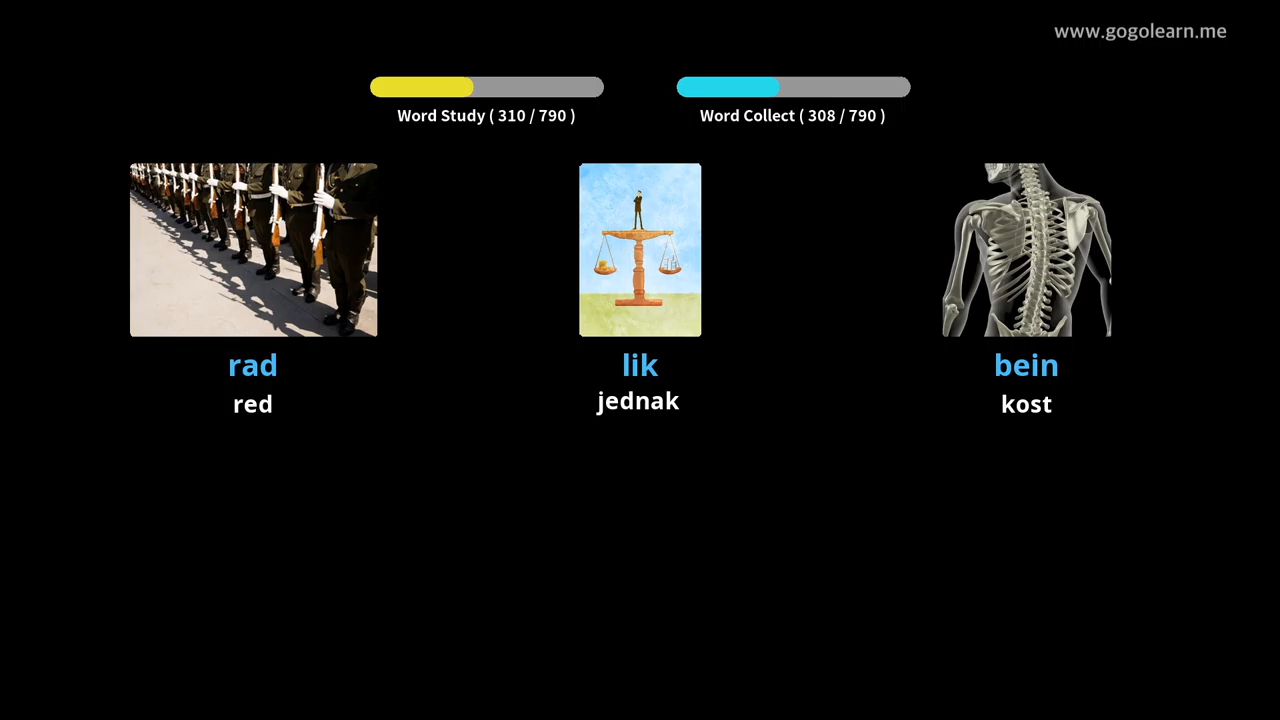 www.gogolearn.me
Word Study ( 310 / 790 )
Word Collect ( 308 / 790 )
rad
lik
bein
red
jednak
kost